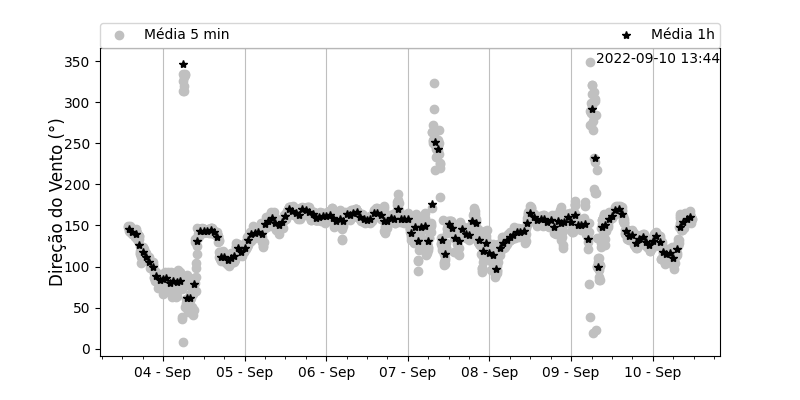 Média 5 min
Média 1h
2022-09-10 13:44
Direção do Vento (°)
350
300
250
200
150
100
50
0
04 - Sep
05 - Sep
06 - Sep
07 - Sep
08 - Sep
09 - Sep
10 - Sep